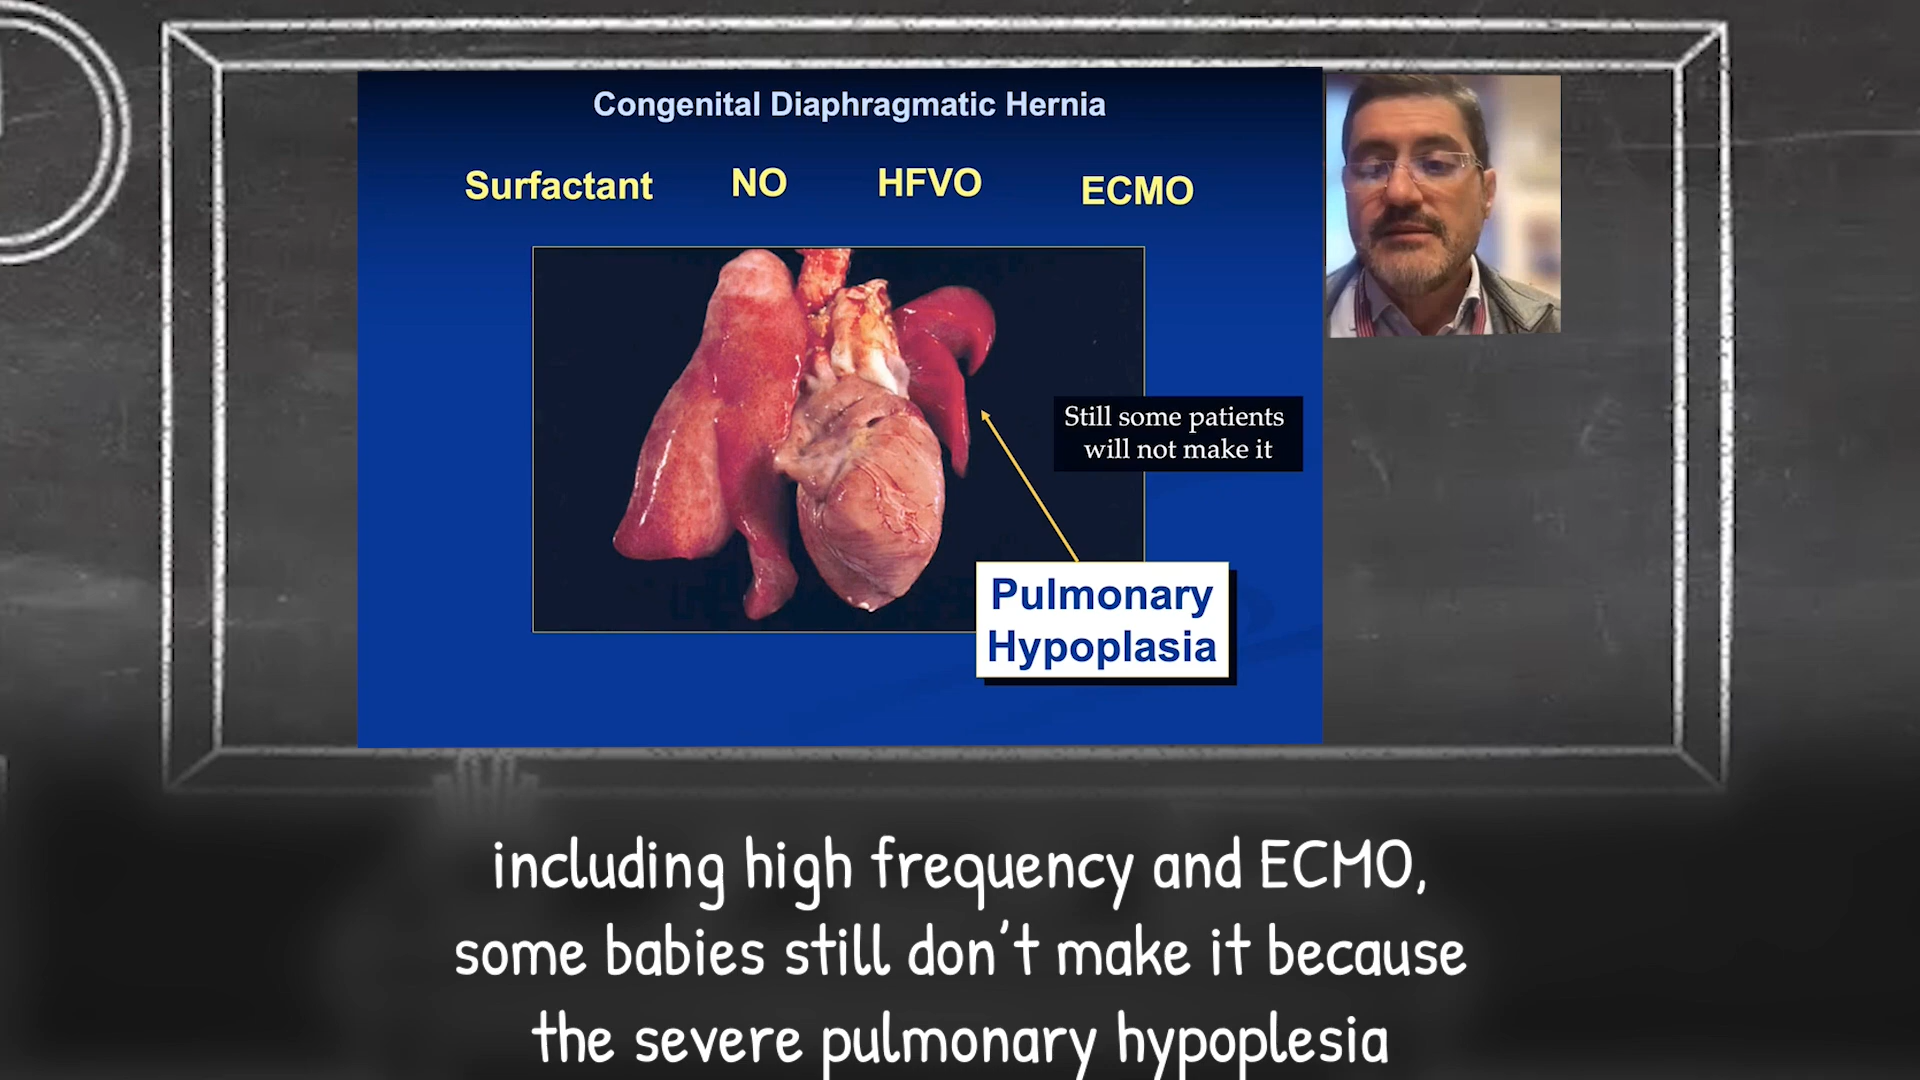 Congenital Diaphragmatic Hernia
Surfactant NO HFVO ECMO
Still some patients
will not make it
Pulmonary
Hypoplasia
including high frequency and ECMO,
some babies still don't make it because
the severe pulmonary hypoplesia